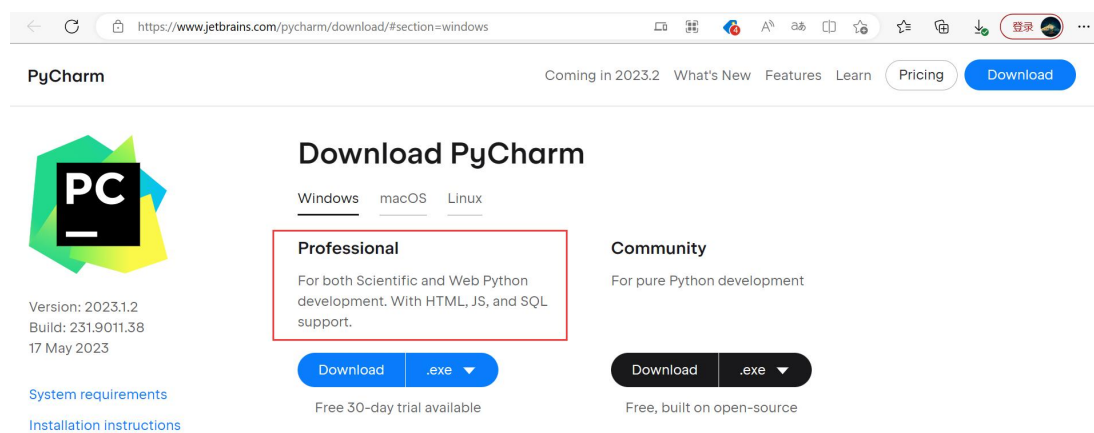 https://www.jetbrains.com/pycharm/download/#section=windows
4
登录
PyCharm
Coming in 2023.2 What's New Features Learn Pricing Download
PC
Download PyCharm
Windows macOS Linux
Professional
For both Scientific and Web Python
development. With HTML, JS, and SQL
support.
Download .exe
Free 30-day trial available
Community
For pure Python development
Download .exe
Free, built on open-source
Version: 2023.1.2
Build: 231.9011.38
17 May 2023
System requirements
Installation instructions